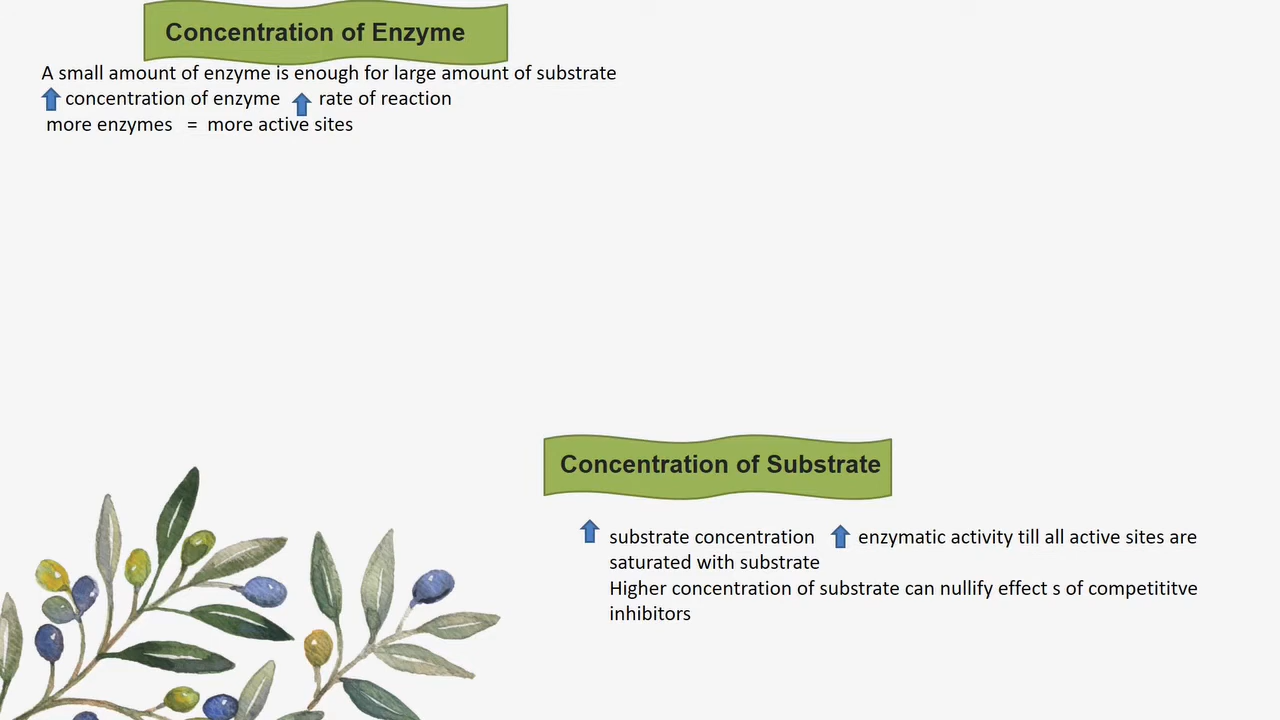 Concentration of Enzyme
A small amount of enzyme is enough for large amount of substrate
concentration of enzyme rate of reaction
more enzymes = more active sites
Concentration of Substrate
substrate concentration enzymatic activity till all active sites are
saturated with substrate
Higher concentration of substrate can nullify effect s of competititve
inhibitors